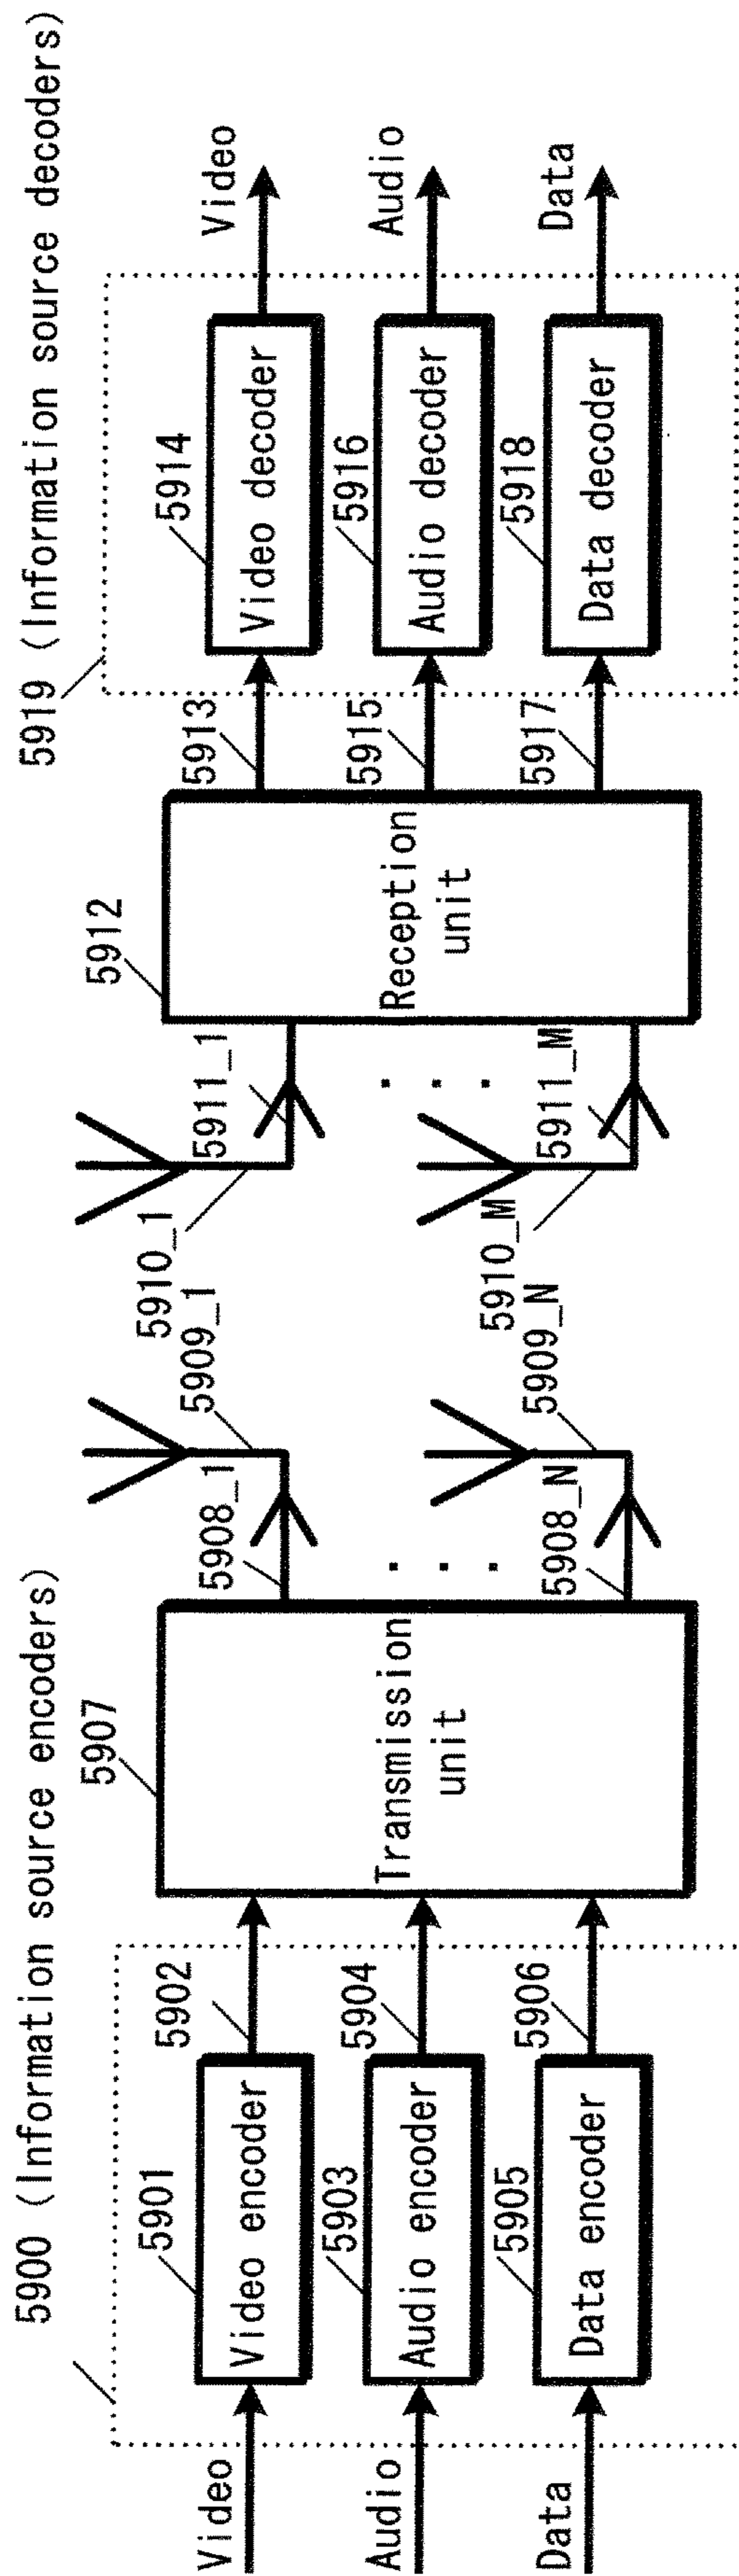 5900 (Information source encoders)
Video
5901
Video encoder
5902
Audio
5903
Audio encoder
5904
Data
5905
Data encoder
5906
5907
Transmission
unit
5908_1
5909_1
. . .
5908_N
5909_N
5910_1
5911_1
. . .
5910_M
5911_M
5912
Reception
unit
5919 (Information source decoders)
5913
5914
Video decoder
Video
5915
5916
Audio decoder
Audio
5917
5918
Data decoder
Data